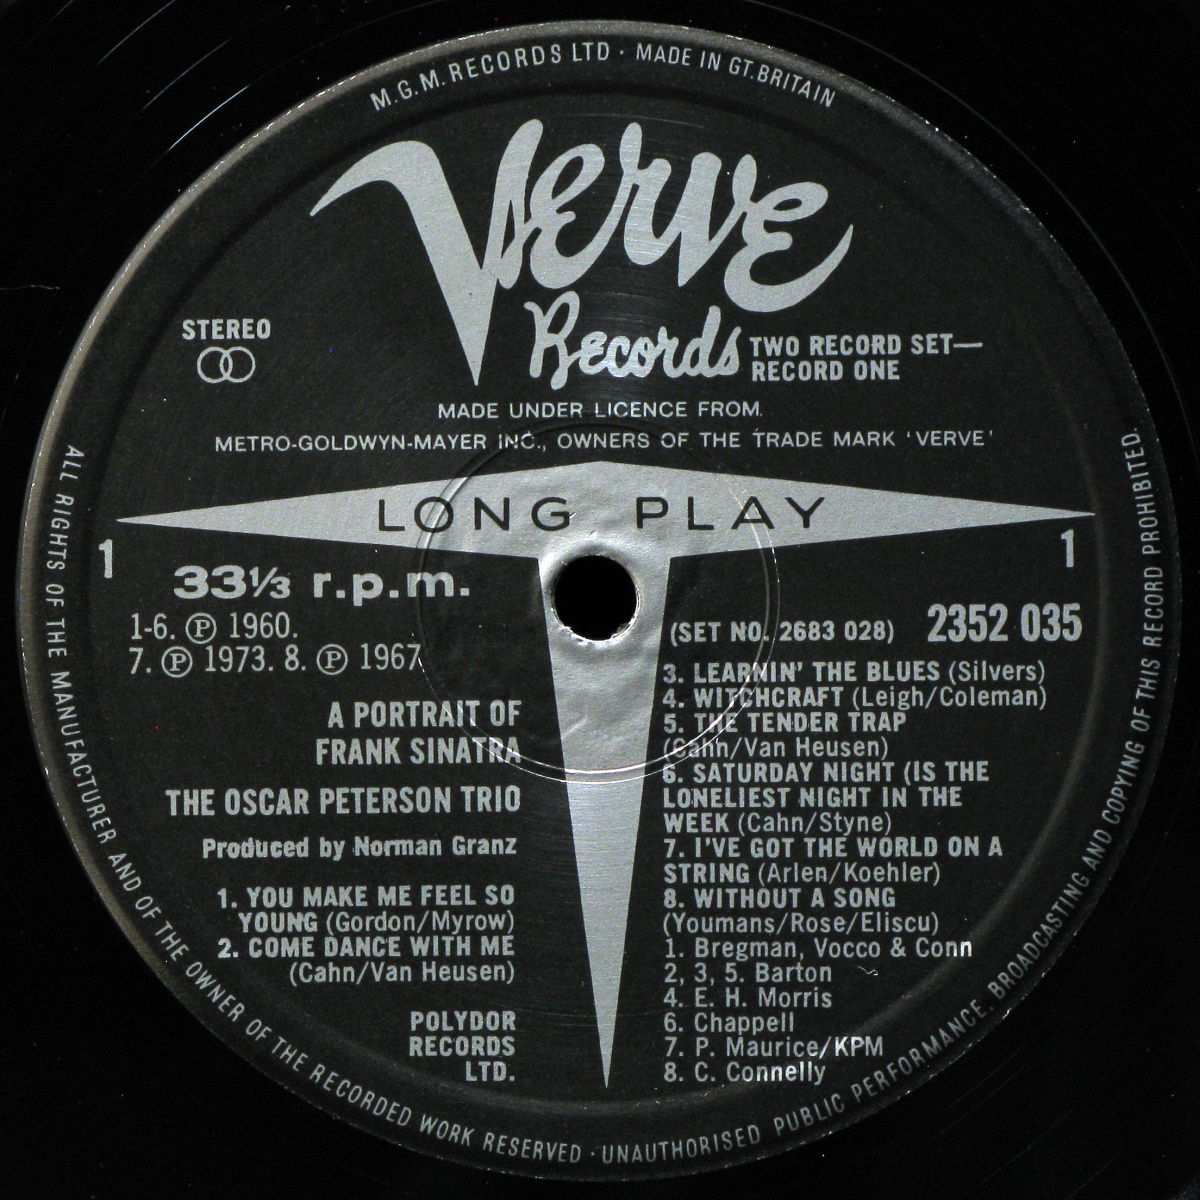 M.G.M. RECORDS LTD · MADE IN GT. BRITAIN
Verve
Records
TWO RECORD SET—
RECORD ONE
STEREO
MADE UNDER LICENCE FROM
METRO-GOLDWYN-MAYER INC., OWNERS OF THE TRADE MARK 'VERVE'
LONG PLAY
1
1
33⅓ r.p.m.
1-6. ℗ 1960.
7. ℗ 1973. 8. ℗ 1967
(SET NO. 2683 028) 2352 035
A PORTRAIT OF
FRANK SINATRA
THE OSCAR PETERSON TRIO
Produced by Norman Granz
1. YOU MAKE ME FEEL SO
YOUNG (Gordon/Myrow)
2. COME DANCE WITH ME
(Cahn/Van Heusen)
POLYDOR
RECORDS
LTD.
3. LEARNIN' THE BLUES (Silvers)
4. WITCHCRAFT (Leigh/Coleman)
5. THE TENDER TRAP
(Cahn/Van Heusen)
6. SATURDAY NIGHT (IS THE
LONELIEST NIGHT IN THE
WEEK (Cahn/Styne)
7. I'VE GOT THE WORLD ON A
STRING (Arlen/Koehler)
8. WITHOUT A SONG
(Youmans/Rose/Eliscu)
1. Bregman, Vocco & Conn
2, 3, 5. Barton
4. E. H. Morris
6. Chappell
7. P. Maurice/KPM
8. C. Connelly
ALL RIGHTS OF THE MANUFACTURER AND OF THE OWNER OF THE RECORDED WORK RESERVED · UNAUTHORISED PUBLIC PERFORMANCE, BROADCASTING AND COPYING OF THIS RECORD PROHIBITED.